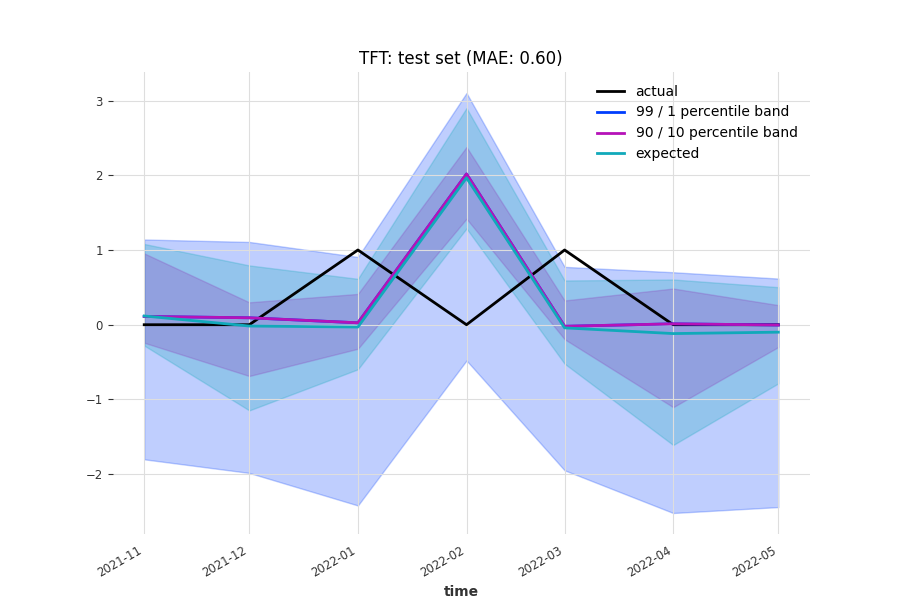 TFT: test set (MAE: 0.60)
actual
99 / 1 percentile band
90 / 10 percentile band
expected
3
2
1
0
−1
−2
2021-11
2021-12
2022-01
2022-02
2022-03
2022-04
2022-05
time